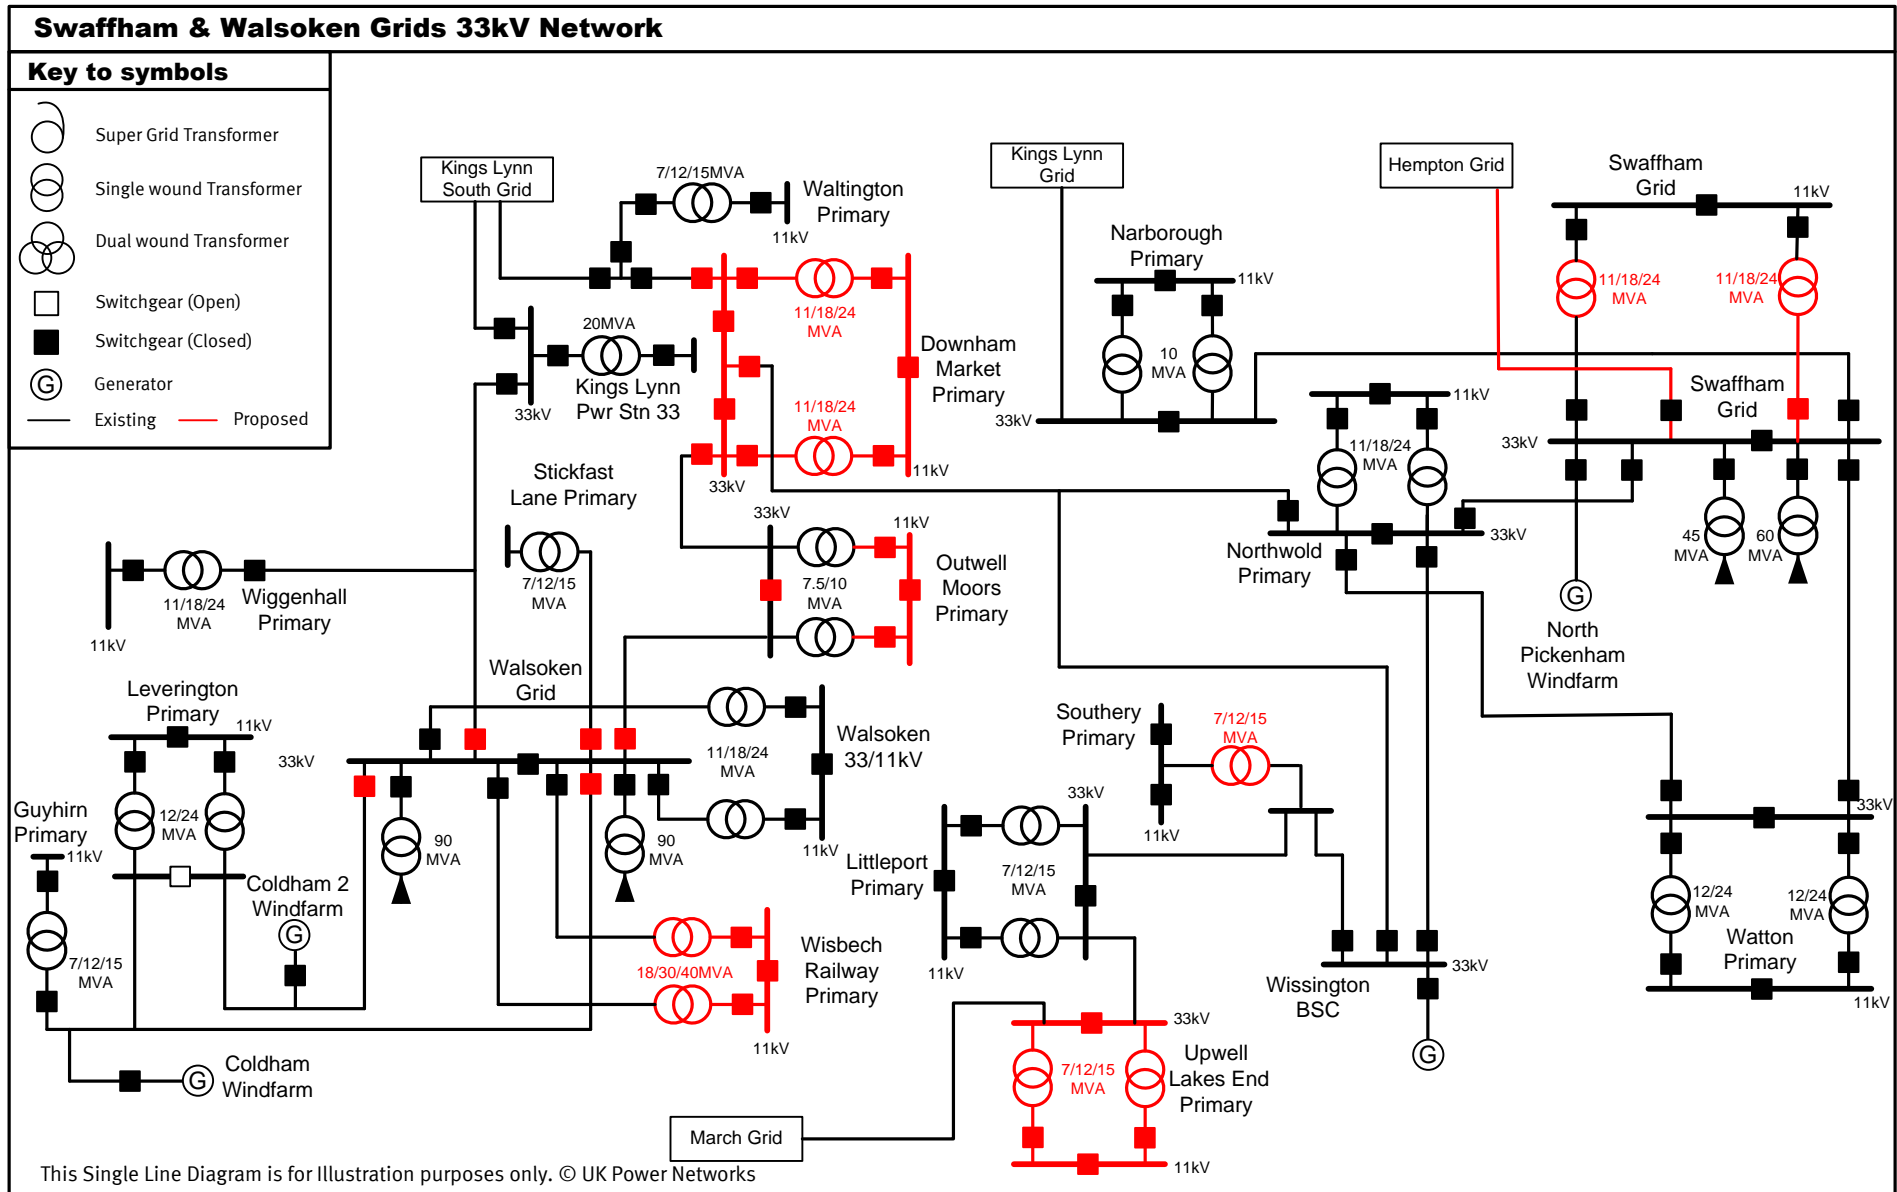 Swaffham & Walsoken Grids 33kV Network
Key to symbols
Super Grid Transformer
Single wound Transformer
Dual wound Transformer
Switchgear (Open)
Switchgear (Closed)
G
Generator
Existing
Proposed
Kings Lynn
South Grid
7/12/15MVA
Waltington
Primary
11kV
Kings Lynn
Grid
Hempton Grid
Swaffham
Grid
11kV
Narborough
Primary
11kV
11/18/24
MVA
11/18/24
MVA
11/18/24
MVA
20MVA
Kings Lynn
Pwr Stn 33
33kV
Downham
Market
Primary
10
MVA
33kV
11/18/24
MVA
11kV
33kV
11kV
11/18/24
MVA
Swaffham
Grid
33kV
Stickfast
Lane Primary
7/12/15
MVA
33kV
11kV
7.5/10
MVA
Outwell
Moors
Primary
Northwold
Primary
33kV
45
MVA
60
MVA
G
North
Pickenham
Windfarm
11/18/24
MVA
Wiggenhall
Primary
11kV
Walsoken
Grid
Leverington
Primary
11kV
33kV
11/18/24
MVA
Walsoken
33/11kV
11kV
Southery
Primary
7/12/15
MVA
11kV
Guyhirn
Primary
11kV
12/24
MVA
90
MVA
90
MVA
33kV
Littleport
Primary
7/12/15
MVA
11kV
33kV
12/24
MVA
12/24
MVA
Watton
Primary
11kV
Coldham 2
Windfarm
G
7/12/15
MVA
18/30/40MVA
Wisbech
Railway
Primary
11kV
Wissington
BSC
33kV
G
33kV
7/12/15
MVA
Upwell
Lakes End
Primary
11kV
G
Coldham
Windfarm
March Grid
This Single Line Diagram is for Illustration purposes only. © UK Power Networks